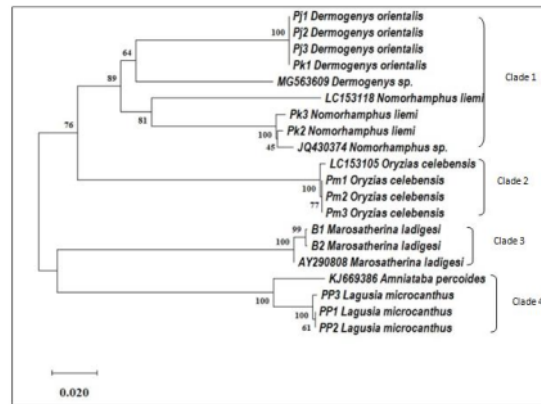 Pj1 Dermogenys orientalis
100
Pj2 Dermogenys orientalis
64
Pj3 Dermogenys orientalis
Pk1 Dermogenys orientalis
Clade 1
89
MG563609 Dermogenys sp.
LC153118 Nomorhamphus liemi
81
Pk3 Nomorhamphus liemi
76
100
Pk2 Nomorhamphus liemi
45
JQ430374 Nomorhamphus sp.
LC153105 Oryzias celebensis
100
Pm1 Oryzias celebensis
Clade 2
Pm2 Oryzias celebensis
77
Pm3 Oryzias celebensis
99
B1 Marosatherina ladigesi
100
B2 Marosatherina ladigesi
Clade 3
AY290808 Marosatherina ladigesi
KJ669386 Amniataba percoides
100
PP3 Lagusia microcanthus
Clade 4
100
PP1 Lagusia microcanthus
61
PP2 Lagusia microcanthus
0.020